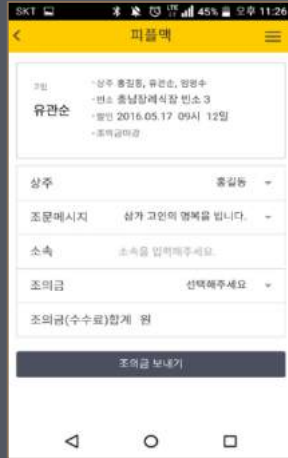 SKT LTE 45% 오후 11:26
피플맥
고인
유관순
·상주 홍길동, 유관순, 임꺽수
·빈소 충남장례식장 빈소 3
·발인 2016.05.17 09시 12일
·조의금마감
상주 홍길동
조문메시지 삼가 고인의 명복을 빕니다.
소속 소속을 입력해주세요.
조의금 선택해주세요
조의금(수수료)합계 원
조의금 보내기